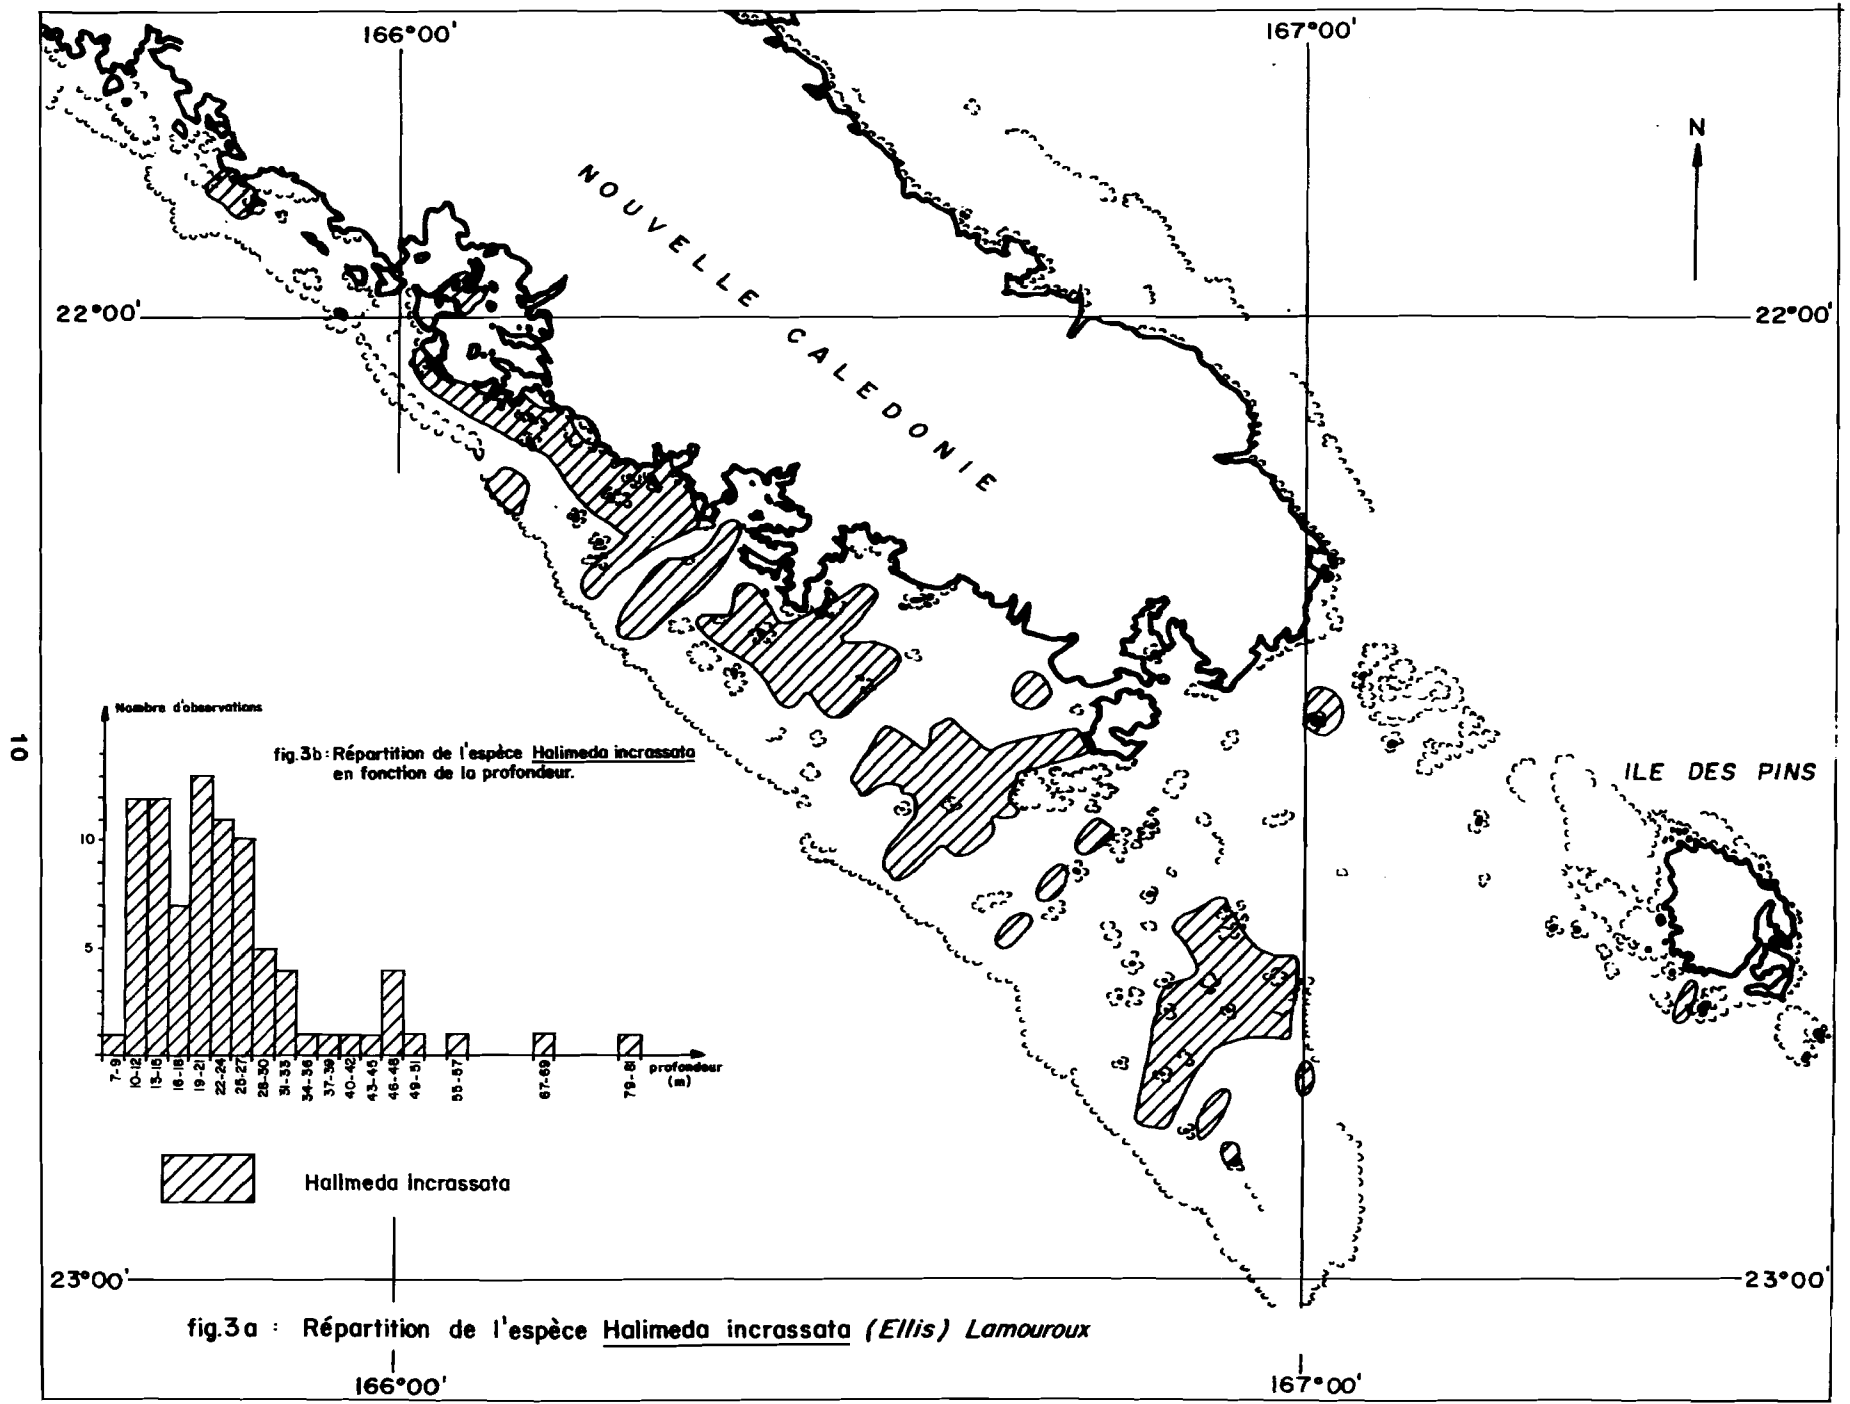 166°00'
167°00'
N
NOUVELLE CALEDONIE
22°00'
22°00'
ILE DES PINS
10
Nombre d'observations
fig.3b: Répartition de l'espèce Halimeda incrassata
en fonction de la profondeur.
10
5
7-9
10-12
13-15
16-18
19-21
22-24
25-27
28-30
31-33
34-36
37-39
40-42
43-45
46-48
49-51
55-57
67-69
79-81
profondeur
(m)
Halimeda incrassata
23°00'
23°00'
fig.3a : Répartition de l'espèce Halimeda incrassata (Ellis) Lamouroux
166°00'
167°00'